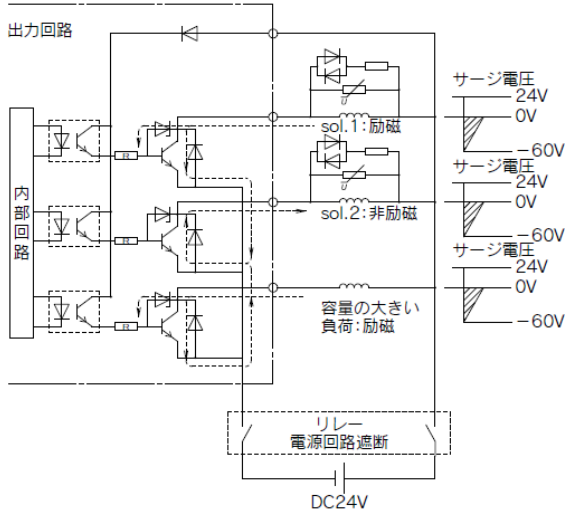 出力回路
内部回路
R
R
R
U
sol.1:励磁
U
sol.2:非励磁
容量の大きい
負荷:励磁
サージ電圧
24V
0V
-60V
サージ電圧
24V
0V
-60V
サージ電圧
24V
0V
-60V
リレー
電源回路遮断
DC24V